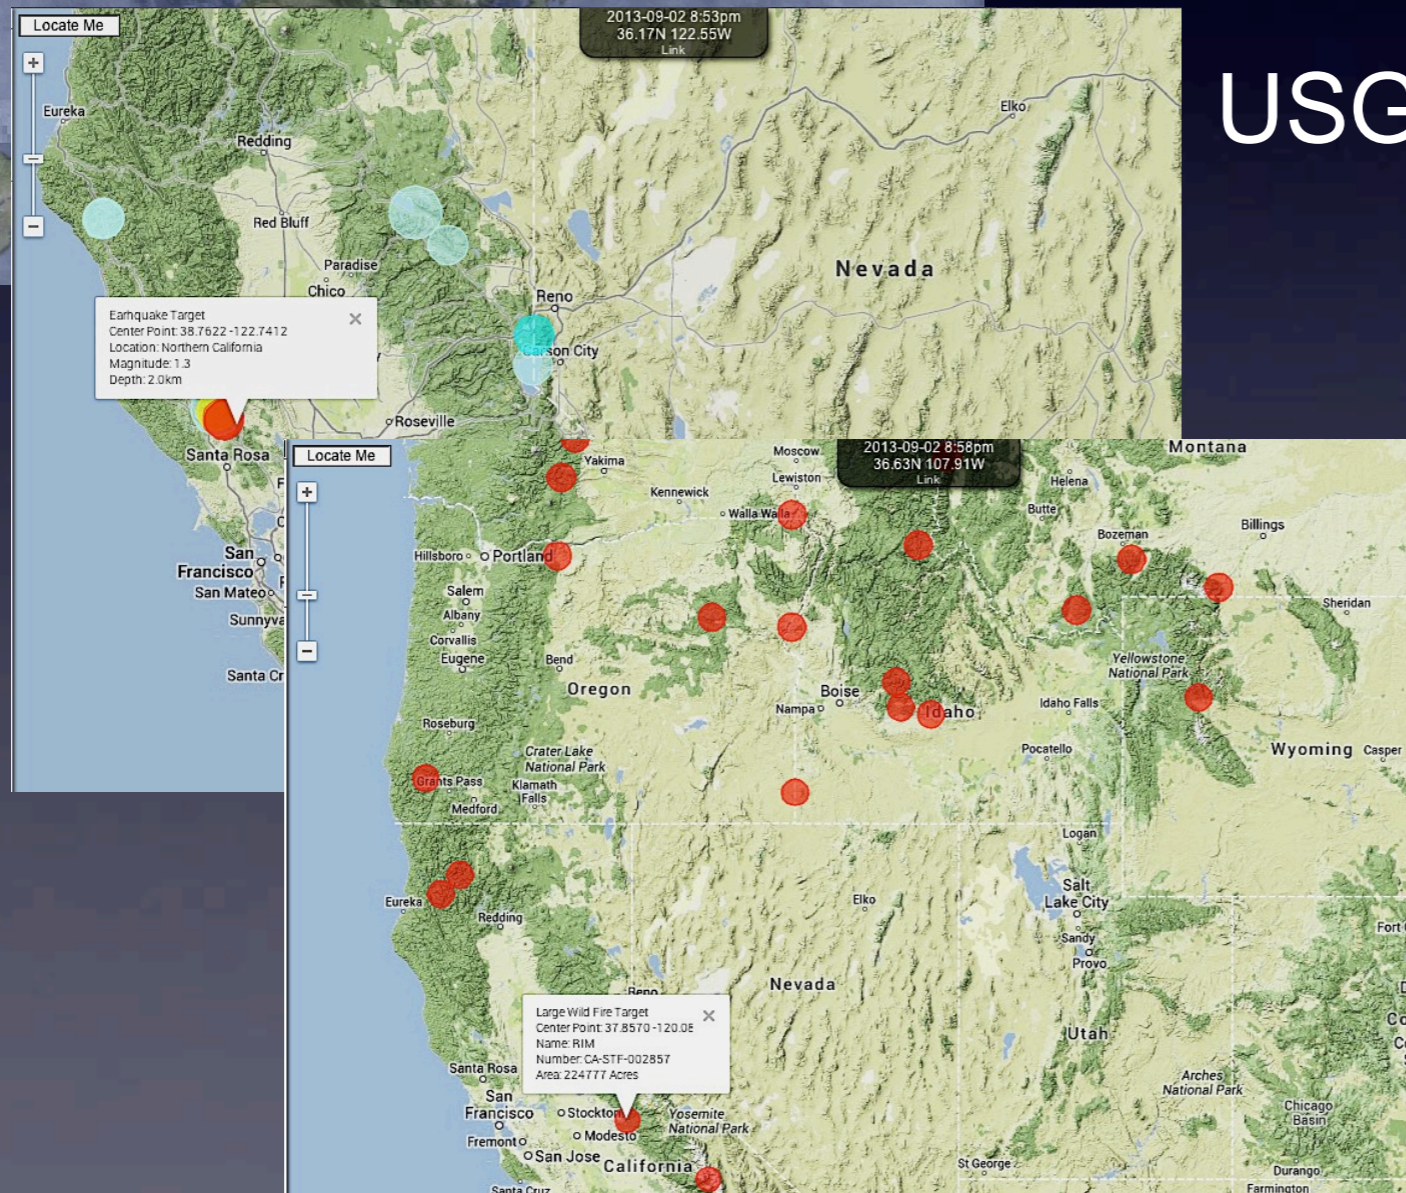 USG
Locate Me
2013-09-02 8:53pm
36.17N 122.55W
Link
Eureka
Redding
Elko
Red Bluff
Nevada
Paradise
Chico
Reno
Earhquake Target
Center Point: 38.7622 -122.7412
Location: Northern California
Magnitude: 1.3
Depth: 2.0km
Carson City
Roseville
Santa Rosa
San
Francisco
San Mateo
Sunnyva
Santa Cr
Locate Me
2013-09-02 8:58pm
36.63N 107.91W
Link
Montana
Moscow
Yakima
Lewiston
Helena
Kennewick
Walla Walla
Butte
Billings
Bozeman
Hillsboro
Portland
Salem
Albany
Corvallis
Eugene
Bend
Oregon
Sheridan
Yellowstone
National Park
Boise
Nampa
Idaho
Idaho Falls
Roseburg
Crater Lake
National Park
Pocatello
Wyoming
Casper
Grants Pass
Klamath
Falls
Medford
Logan
Eureka
Redding
Elko
Salt
Lake City
Sandy
Provo
Fort
Nevada
Reno
Large Wild Fire Target
Center Point: 37.8570 -120.08
Name: RIM
Number: CA-STF-002857
Area: 224777 Acres
Utah
Santa Rosa
San
Francisco
Stockton
Yosemite
National Park
Modesto
Fremont
San Jose
California
Santa Cruz
Arches
National Park
Chicago
Basin
St George
Durango
Farmington